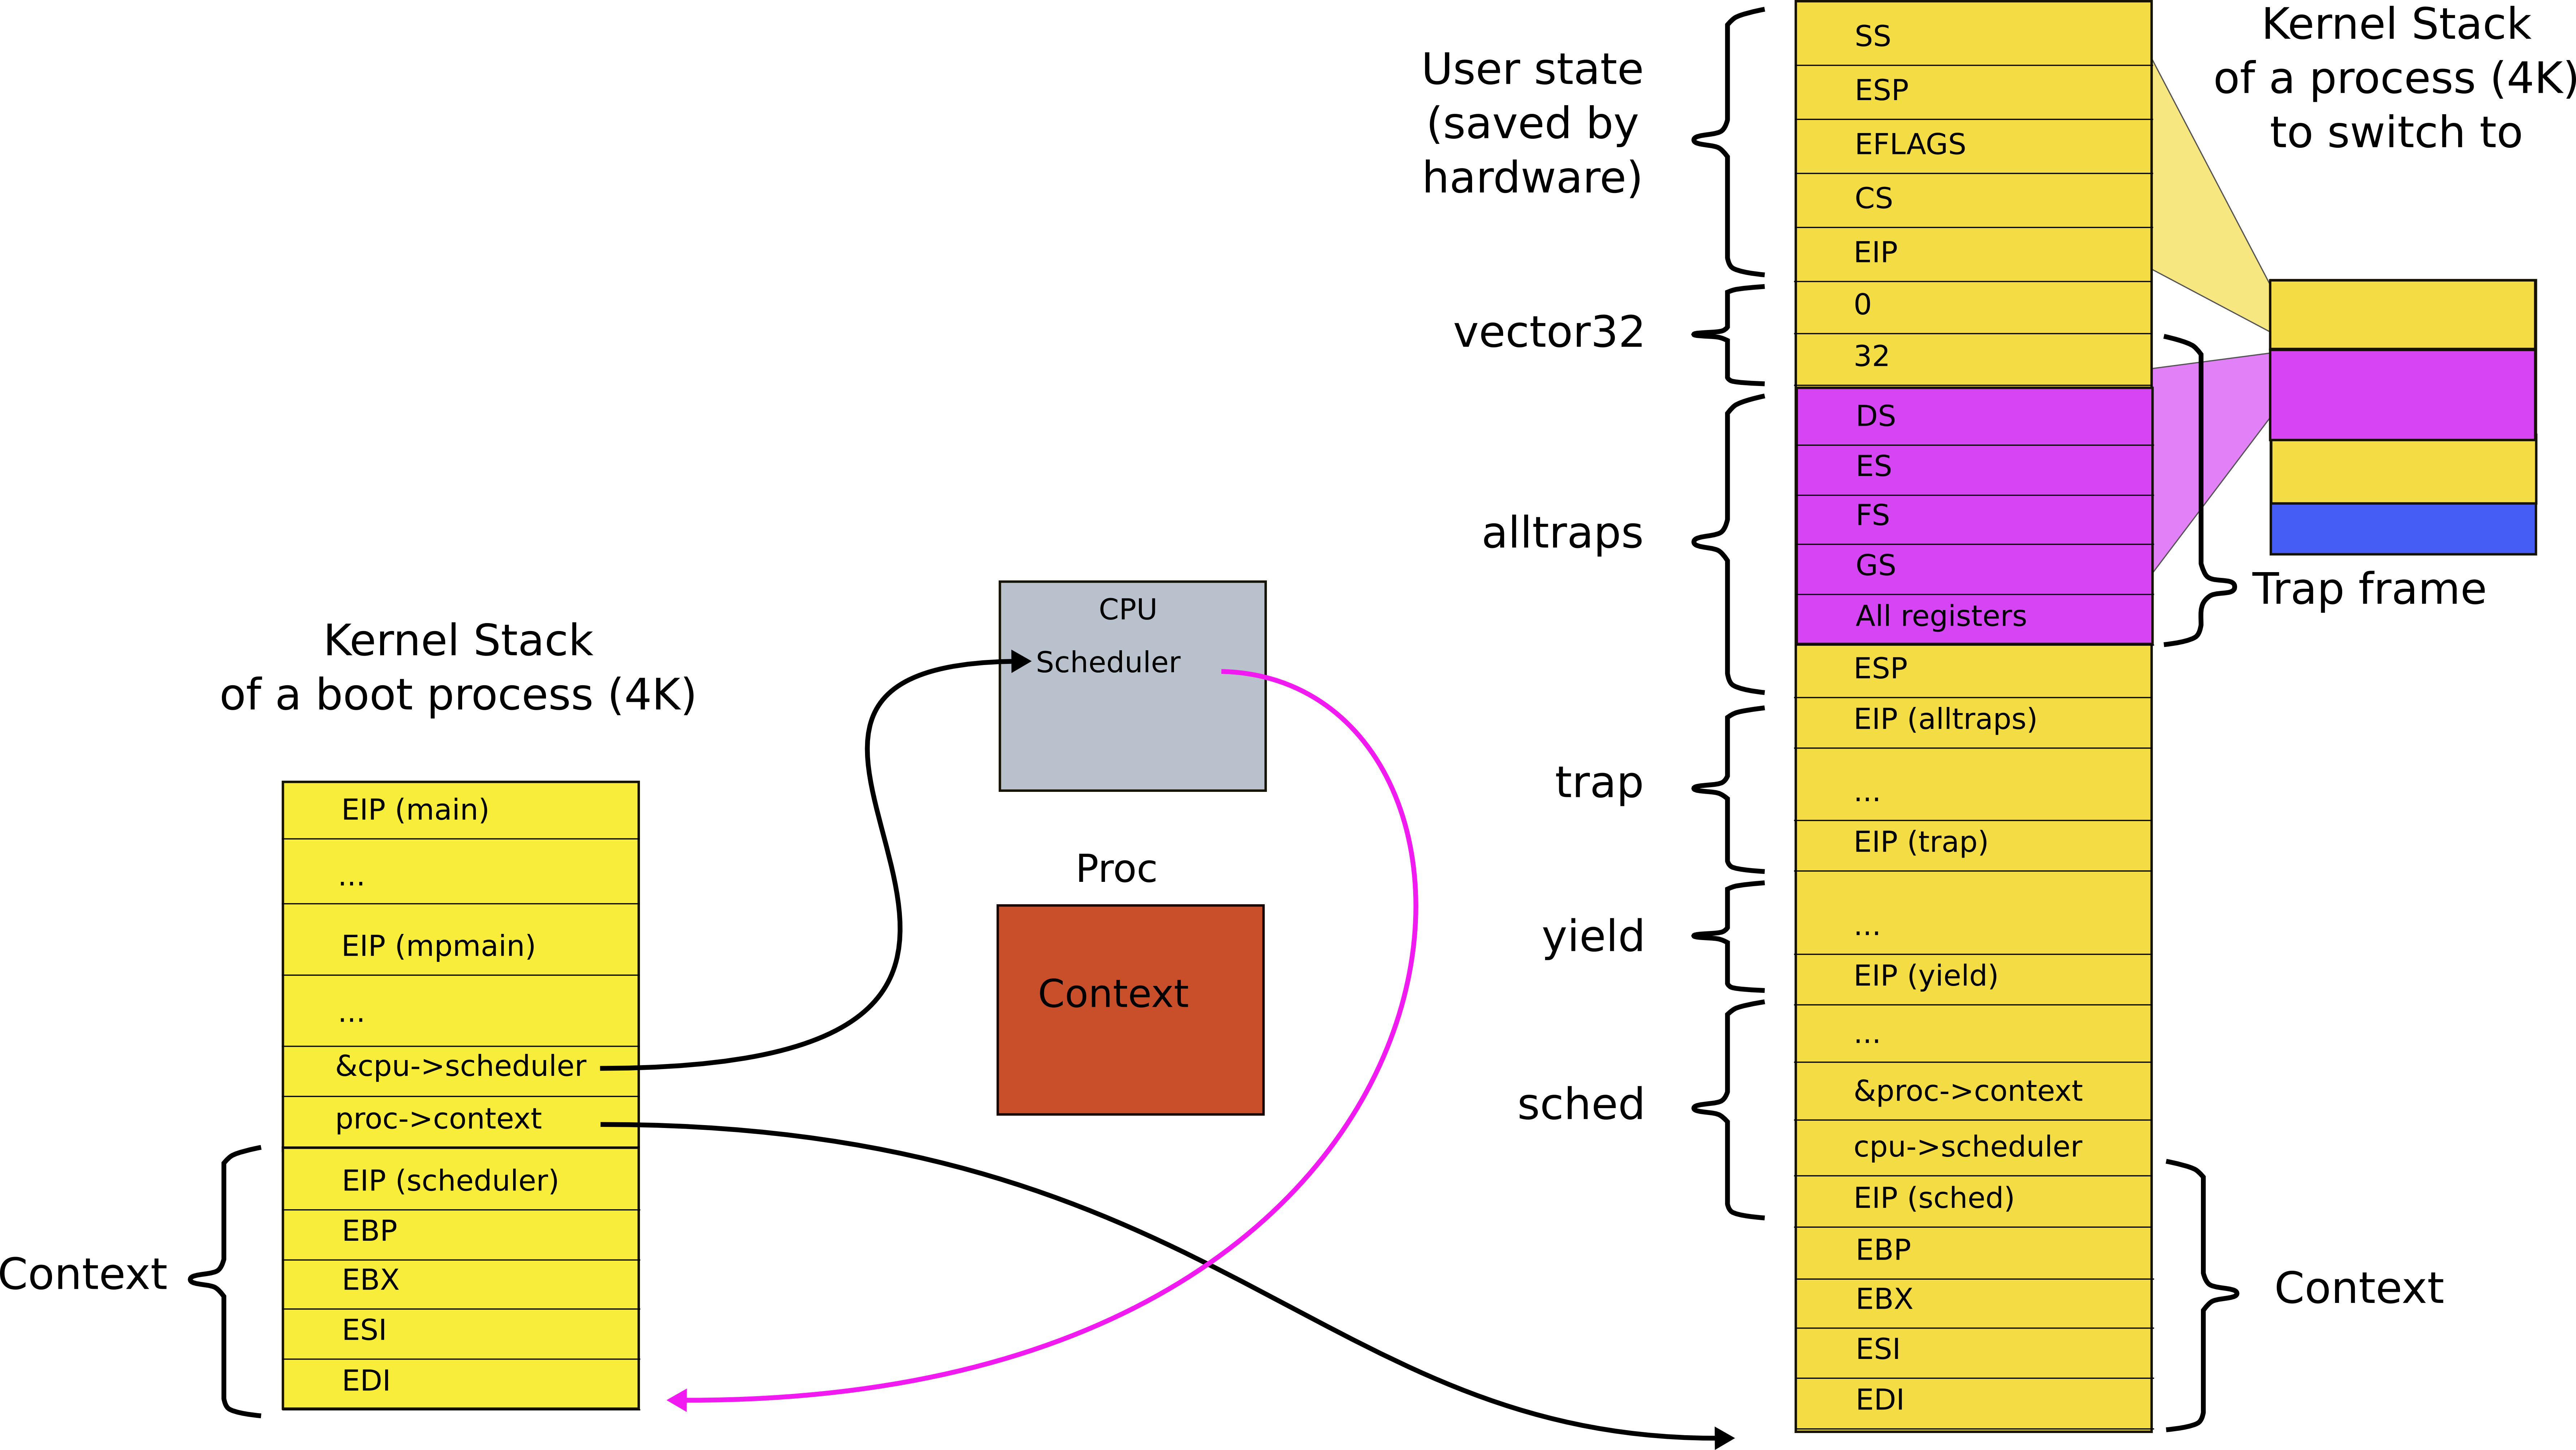 Kernel Stack
of a boot process (4K)
EIP (main)
...
EIP (mpmain)
...
&cpu->scheduler
proc->context
EIP (scheduler)
EBP
EBX
ESI
EDI
Context
CPU
Scheduler
Proc
Context
User state
(saved by
hardware)
vector32
alltraps
trap
yield
sched
SS
ESP
EFLAGS
CS
EIP
0
32
DS
ES
FS
GS
All registers
ESP
EIP (alltraps)
...
EIP (trap)
...
EIP (yield)
...
&proc->context
cpu->scheduler
EIP (sched)
EBP
EBX
ESI
EDI
Kernel Stack
of a process (4K)
to switch to
Trap frame
Context